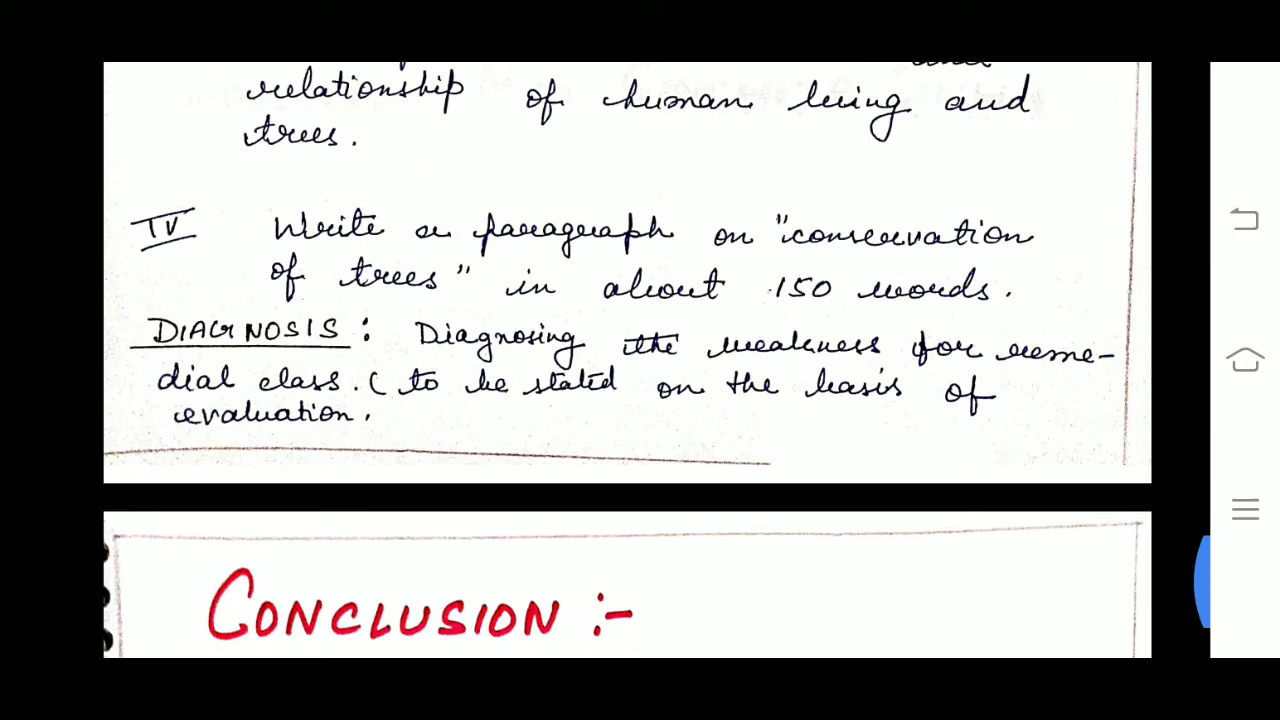 and
relationship of human being and
trees.
IV Write a paragraph on "conservation
of trees" in about 150 words.
DIAGNOSIS : Diagnosing the weakness for reme-
dial class. ( to be stated on the basis of
evaluation.
CONCLUSION :-